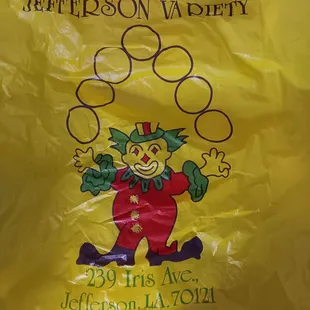 JEFFERSON VARIETY
239 Iris Ave.,
Jefferson, LA. 70121